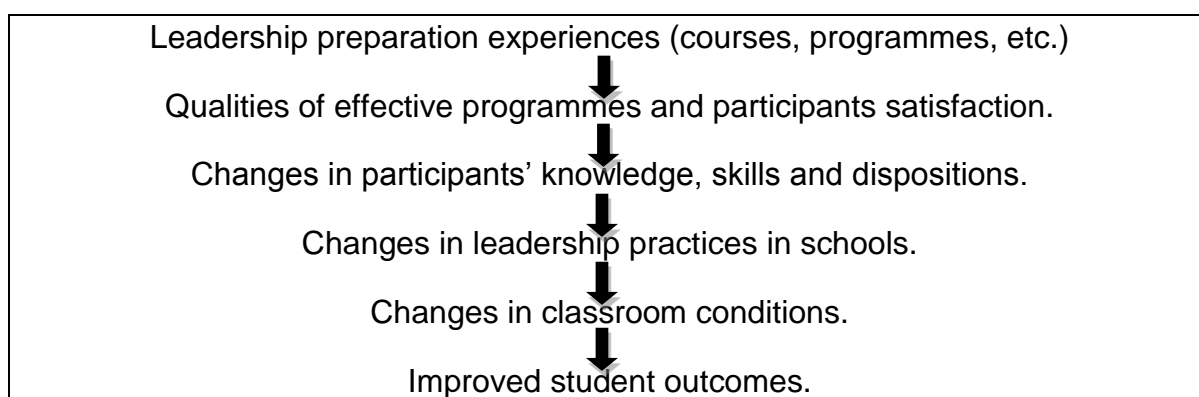 Leadership preparation experiences (courses, programmes, etc.)
Qualities of effective programmes and participants satisfaction.
Changes in participants’ knowledge, skills and dispositions.
Changes in leadership practices in schools.
Changes in classroom conditions.
Improved student outcomes.